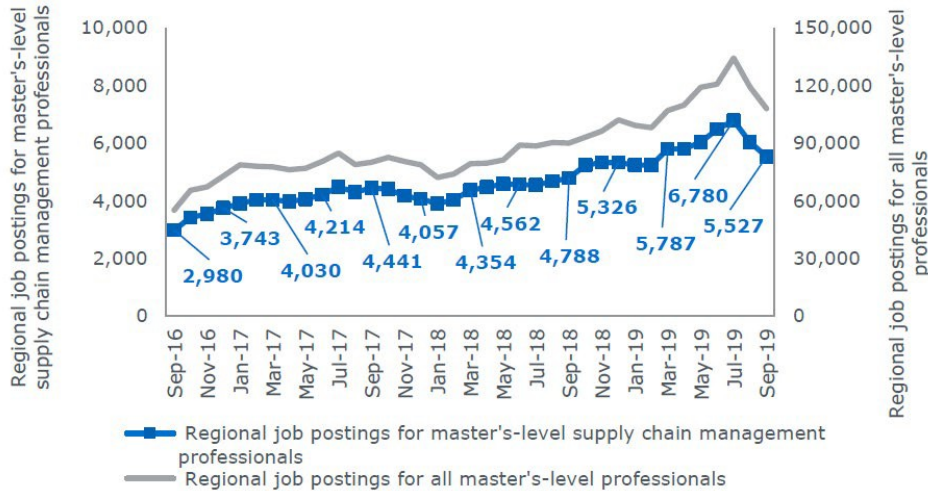 Regional job postings for master's-level
supply chain management professionals
10,000
8,000
6,000
4,000
2,000
0
2,980
3,743
4,030
4,214
4,441
4,057
4,354
4,562
4,788
5,326
5,787
6,780
5,527
150,000
120,000
90,000
60,000
30,000
0
Regional job postings for all master's-level
professionals
Sep-16
Nov-16
Jan-17
Mar-17
May-17
Jul-17
Sep-17
Nov-17
Jan-18
Mar-18
May-18
Jul-18
Sep-18
Nov-18
Jan-19
Mar-19
May-19
Jul-19
Sep-19
Regional job postings for master's-level supply chain management
professionals
Regional job postings for all master's-level professionals